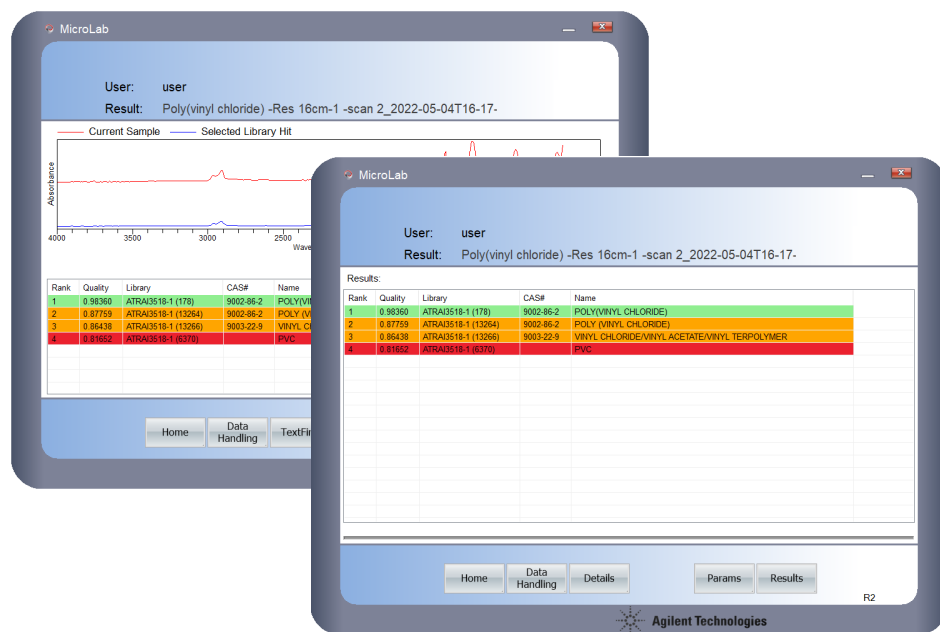 MicroLab
User: user
Result: Poly(vinyl chloride) -Res 16cm-1 -scan 2_2022-05-04T16-17-
Current Sample Selected Library Hit
Absorbance
4000 3500 3000 2500
Rank Quality Library CAS# Name
1 0.98360 ATRAI3518-1 (178) 9002-86-2
2 0.87759 ATRAI3518-1 (13264) 9002-86-2 POLY
3 0.86438 ATRAI3518-1 (13266) 9003-22-9 VINYL
4 0.81652 ATRAI3518-1 (6370) PVC
Home Data Handling
MicroLab
User: user
Result: Poly(vinyl chloride) -Res 16cm-1 -scan 2_2022-05-04T16-17-
Results:
Rank Quality Library CAS# Name
1 0.98360 ATRAI3518-1 (178) 9002-86-2 POLY(VINYL CHLORIDE)
2 0.87759 ATRAI3518-1 (13264) 9002-86-2 POLY (VINYL CHLORIDE)
3 0.86438 ATRAI3518-1 (13266) 9003-22-9 VINYL CHLORIDE/VINYL ACETATE/VINYL TERPOLYMER
4 0.81652 ATRAI3518-1 (6370) PVC
Home Data Handling Details Params Results
R2
Agilent Technologies